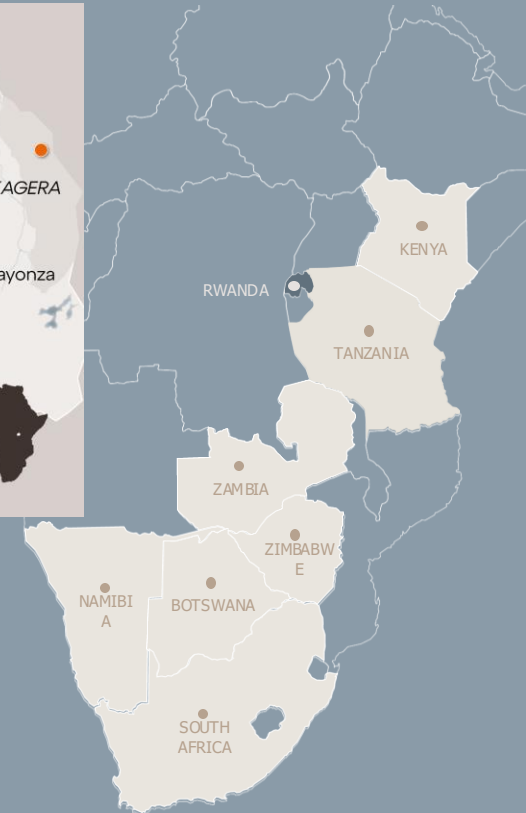 AGERA
ayonza
KENYA
RWANDA
TANZANIA
ZAMBIA
ZIMBABW
E
NAMIBI
A
BOTSWANA
SOUTH
AFRICA